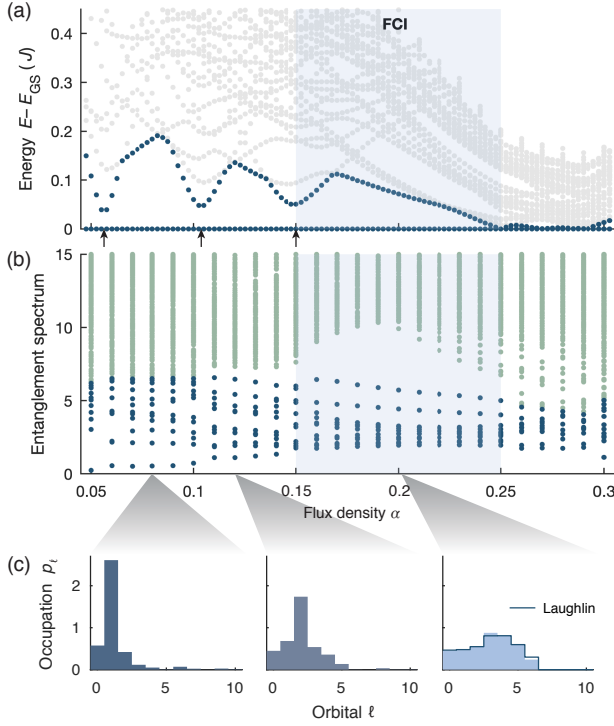 (a)
FCI
Energy E– E_GS ( J )
0.4
0.3
0.2
0.1
0
(b)
Entanglement spectrum
15
10
5
0
0.05 0.1 0.15 0.2 0.25 0.3
Flux density α
(c)
Occupation p_ℓ
2
1
0
Laughlin
0 5 10 0 5 10 0 5 10
Orbital ℓ